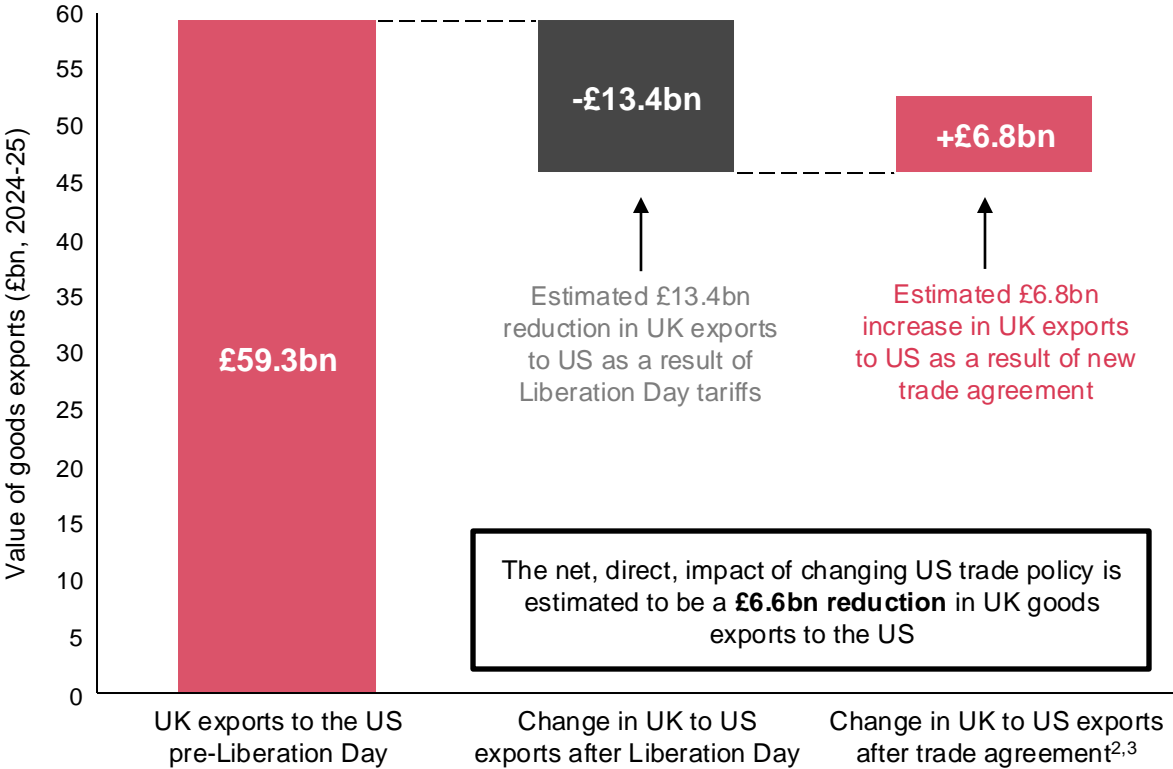 Value of goods exports (£bn, 2024-25)
60
55
50
45
40
35
30
25
20
15
10
5
0
£59.3bn
-£13.4bn
+£6.8bn
Estimated £13.4bn
reduction in UK exports
to US as a result of
Liberation Day tariffs
Estimated £6.8bn
increase in UK exports
to US as a result of new
trade agreement
The net, direct, impact of changing US trade policy is
estimated to be a £6.6bn reduction in UK goods
exports to the US
UK exports to the US
pre-Liberation Day
Change in UK to US
exports after Liberation Day
Change in UK to US exports
after trade agreement2,3